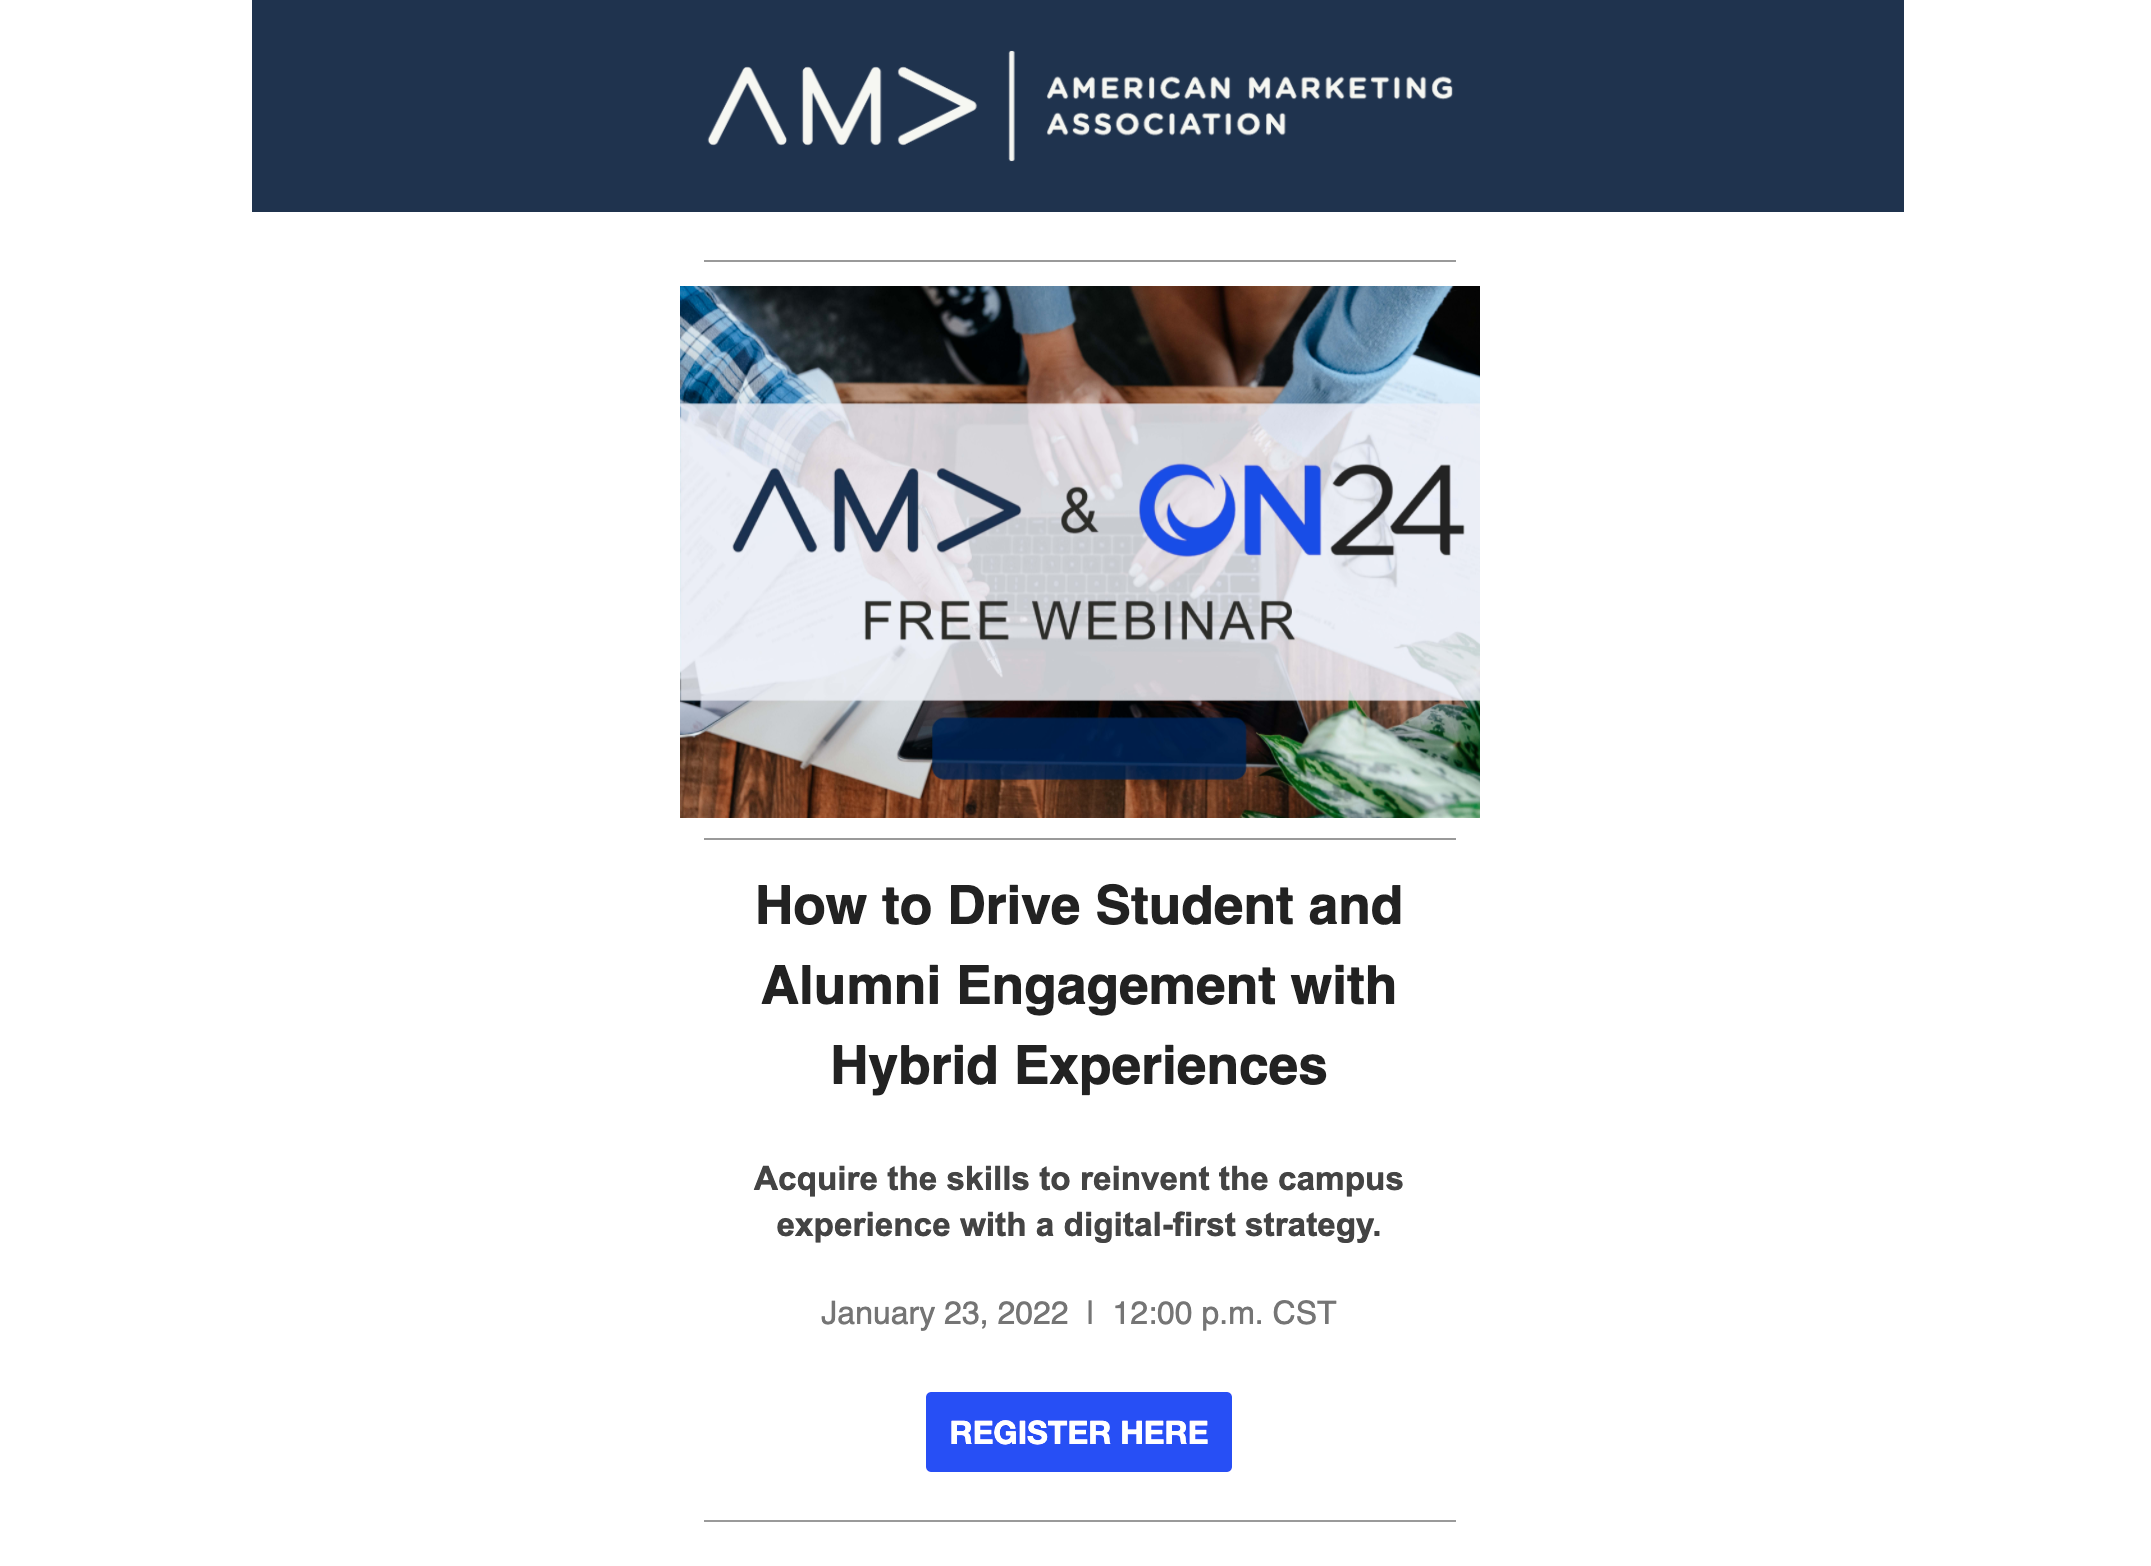 AMA
AMERICAN MARKETING
ASSOCIATION
AMA & ON24
FREE WEBINAR
How to Drive Student and
Alumni Engagement with
Hybrid Experiences
Acquire the skills to reinvent the campus
experience with a digital-first strategy.
January 23, 2022 | 12:00 p.m. CST
REGISTER HERE